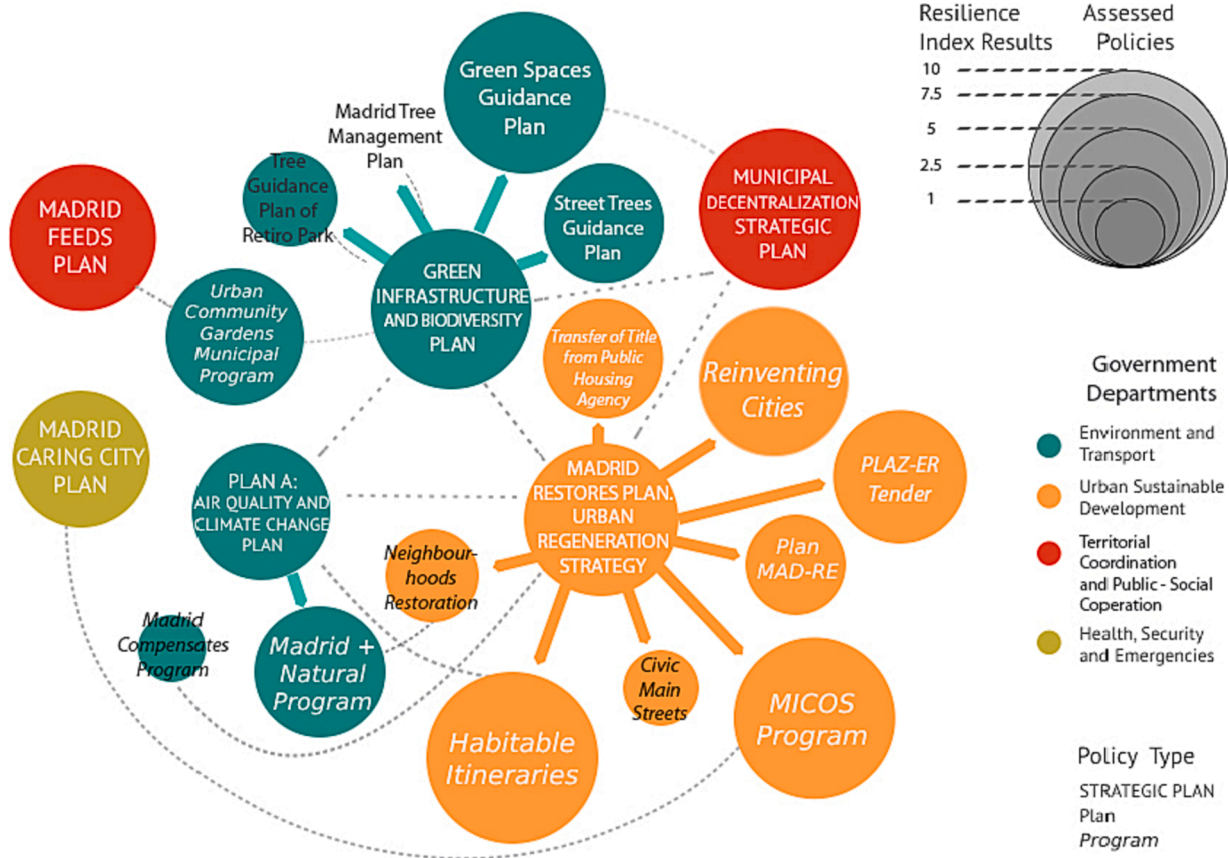 Resilience
Index Results
Assessed
Policies
10
7.5
5
2.5
1
Green Spaces
Guidance
Plan
Madrid Tree
Management
Plan
Tree
Guidance
Plan of
Retiro Park
Street Trees
Guidance
Plan
MUNICIPAL
DECENTRALIZATION
STRATEGIC
PLAN
MADRID
FEEDS
PLAN
GREEN
INFRASTRUCTURE
AND BIODIVERSITY
PLAN
Urban
Community
Gardens
Municipal
Program
Transfer of Title
from Public
Housing
Agency
Reinventing
Cities
MADRID
CARING CITY
PLAN
PLAN A:
AIR QUALITY AND
CLIMATE CHANGE
PLAN
MADRID
RESTORES PLAN:
URBAN
REGENERATION
STRATEGY
PLAZ-ER
Tender
Plan
MAD-RE
Neighbour-
hoods
Restoration
Madrid
Compensates
Program
Madrid +
Natural
Program
Civic
Main
Streets
MICOS
Program
Habitable
Itineraries
Government
Departments
Environment and
Transport
Urban Sustainable
Development
Territorial
Coordination
and Public - Social
Coperation
Health, Security
and Emergencies
Policy Type
STRATEGIC PLAN
Plan
Program